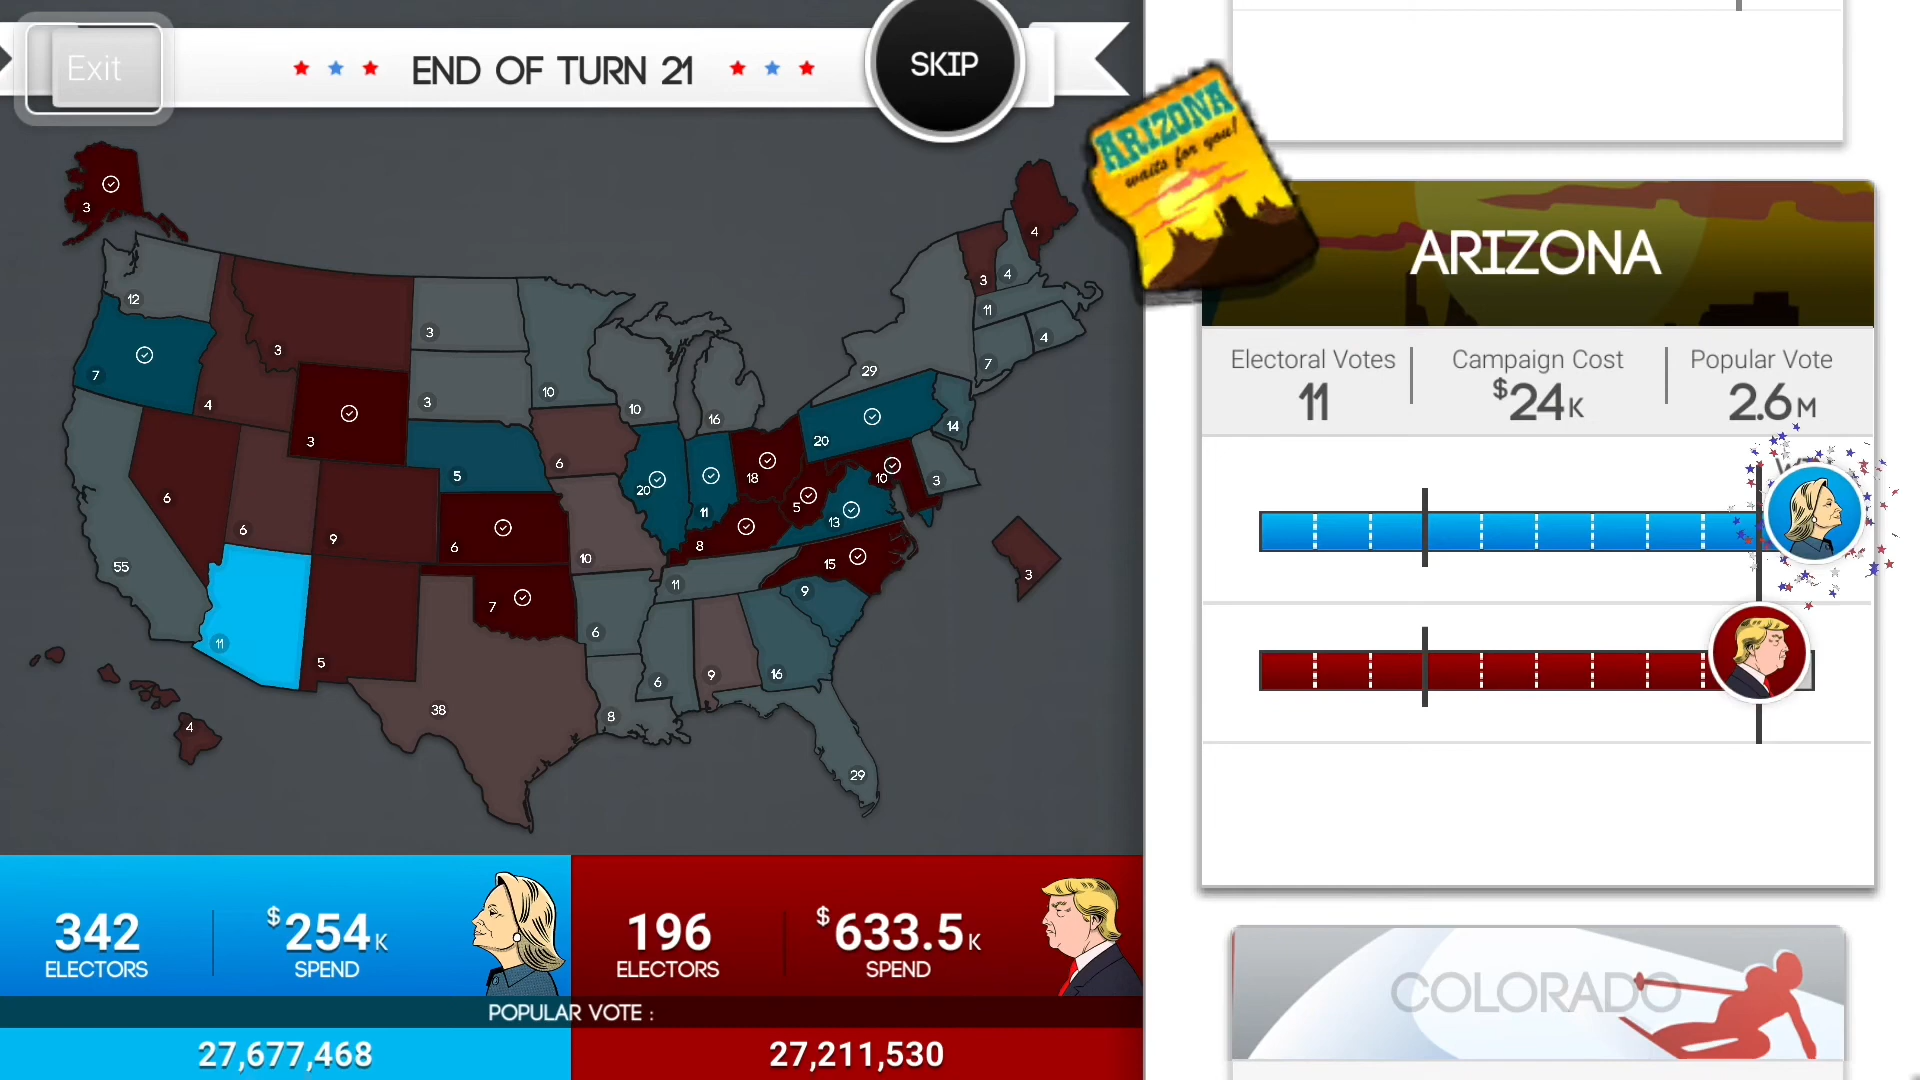 Exit
END OF TURN 21
SKIP
ARIZONA
waits for you!
ARIZONA
Electoral Votes
11
Campaign Cost
$24K
Popular Vote
2.6M
COLORADO
3
12
7
3
4
3
6
6
9
55
11
5
3
3
5
6
7
38
10
6
10
6
8
10
20
16
11
18
8
11
6
9
5
15
13
10
20
29
9
16
29
3
14
7
4
11
3
4
4
3
4
342
ELECTORS
$254K
SPEND
196
ELECTORS
$633.5K
SPEND
POPULAR VOTE :
27,677,468
27,211,530